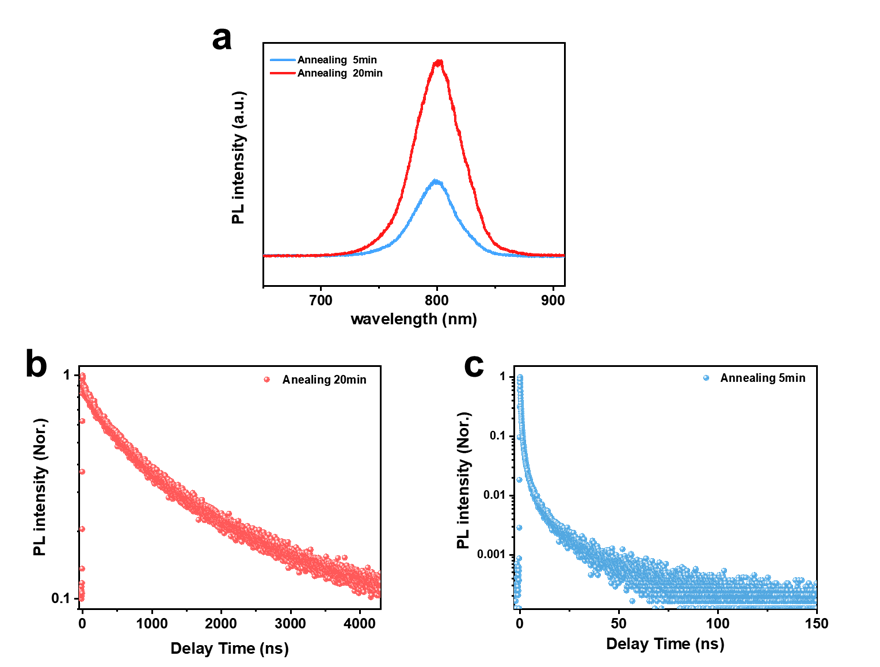 a
Annealing 5min
Annealing 20min
PL intensity (a.u.)
700 800 900
wavelength (nm)
b
Anealing 20min
1
0.1
PL intensity (Nor.)
0 1000 2000 3000 4000
Delay Time (ns)
c
Annealing 5min
1
0.1
0.01
0.001
PL intensity (Nor.)
0 50 100 150
Delay Time (ns)